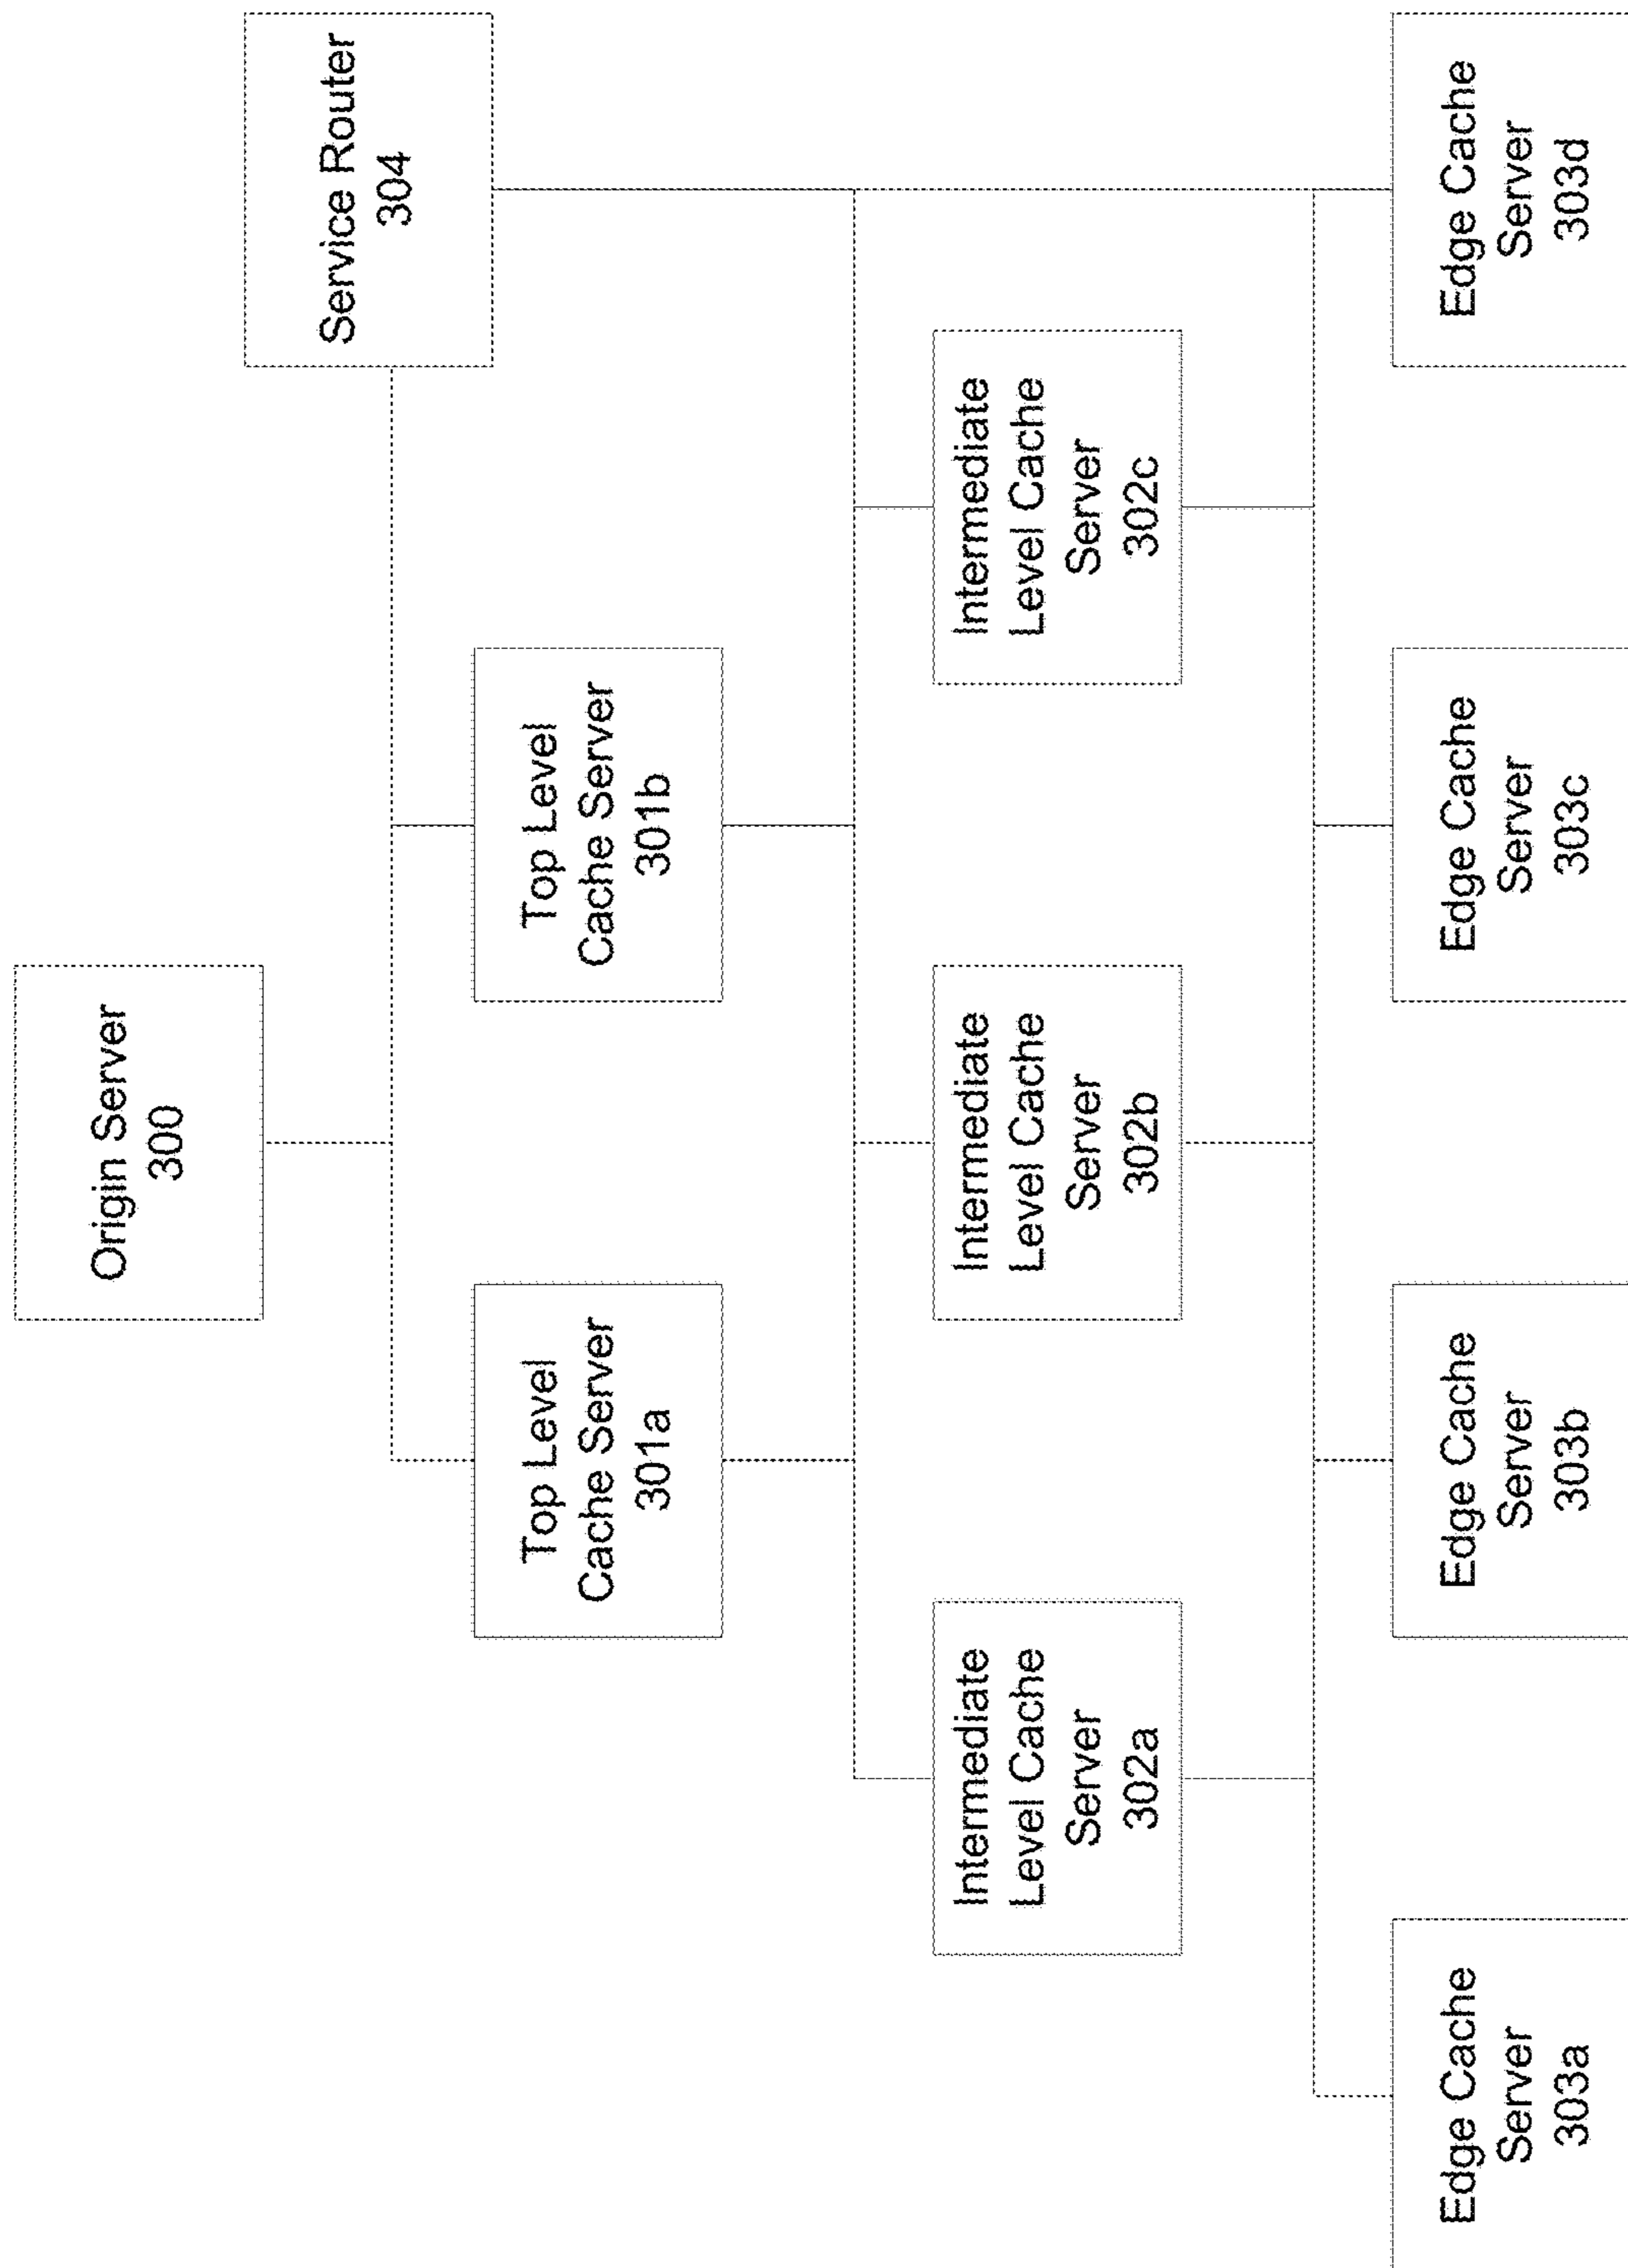 Origin Server
300
Service Router
304
Top Level
Cache Server
301a
Top Level
Cache Server
301b
Intermediate
Level Cache
Server
302a
Intermediate
Level Cache
Server
302b
Intermediate
Level Cache
Server
302c
Edge Cache
Server
303a
Edge Cache
Server
303b
Edge Cache
Server
303c
Edge Cache
Server
303d